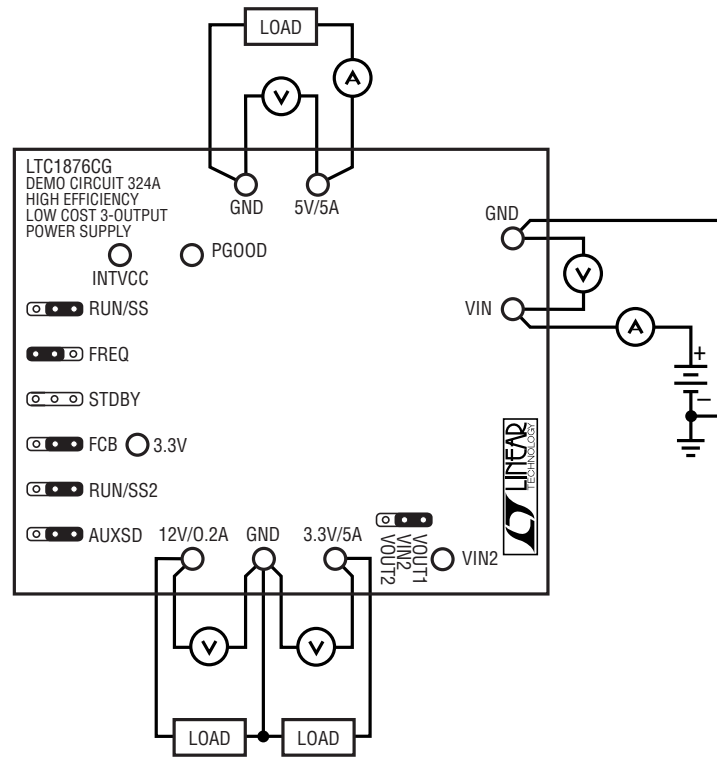 LOAD
A
V
LTC1876CG
DEMO CIRCUIT 324A
HIGH EFFICIENCY
LOW COST 3-OUTPUT
POWER SUPPLY
GND
5V/5A
GND
V
INTVCC
PGOOD
RUN/SS
VIN
A
FREQ
+
–
STDBY
FCB
3.3V
LINEAR
TECHNOLOGY
RUN/SS2
AUXSD
12V/0.2A
GND
3.3V/5A
VOUT1
VIN2
VOUT2
VIN2
V
V
LOAD
LOAD